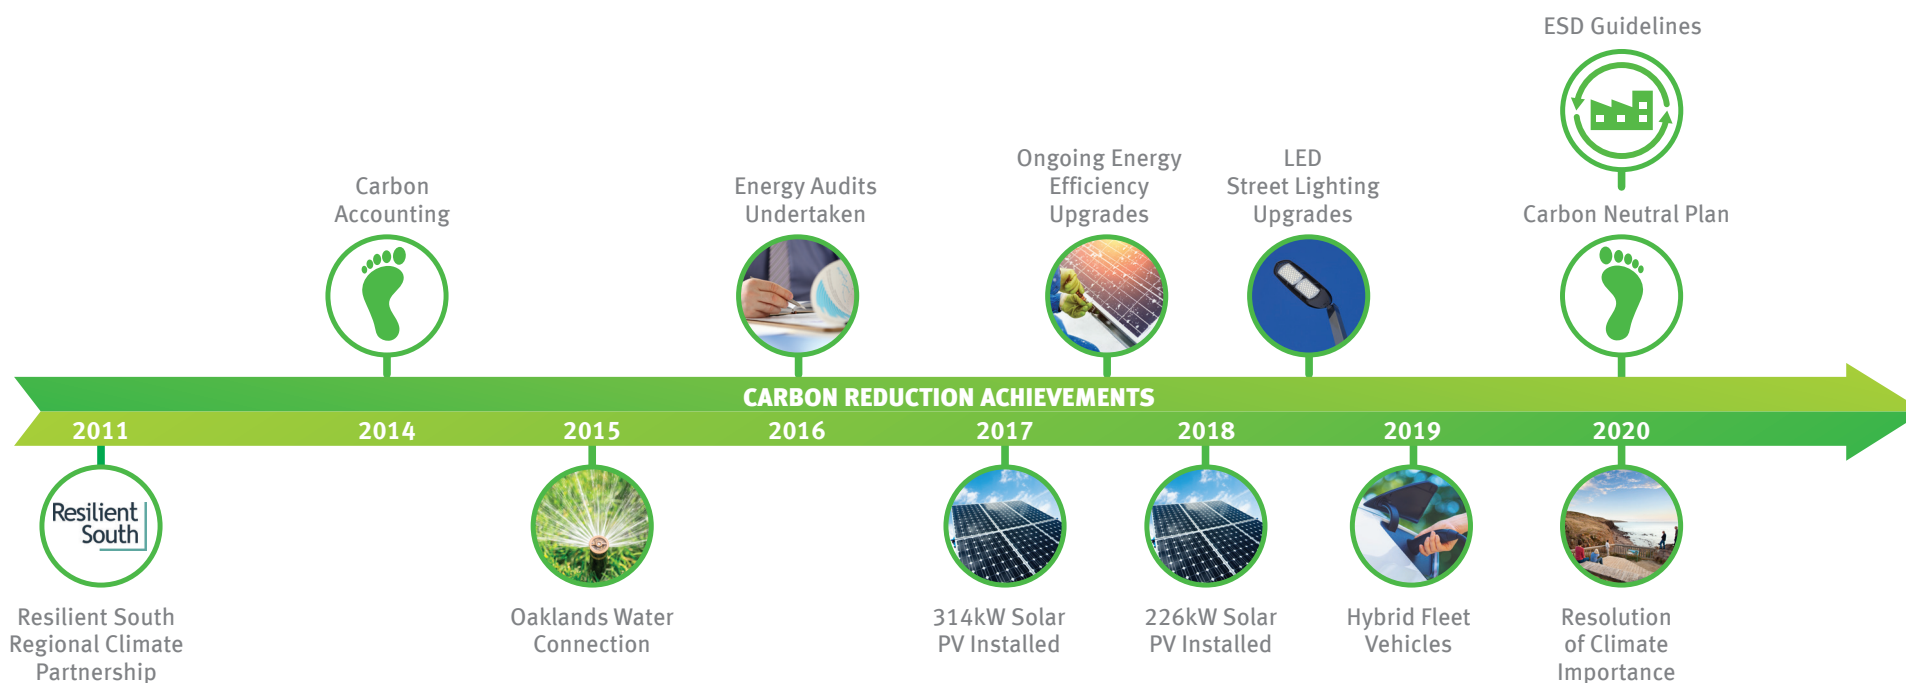 ESD Guidelines
Carbon
Accounting
Energy Audits
Undertaken
Ongoing Energy
Efficiency
Upgrades
LED
Street Lighting
Upgrades
Carbon Neutral Plan
CARBON REDUCTION ACHIEVEMENTS
2011
2014
2015
2016
2017
2018
2019
2020
Resilient
South
Resilient South
Regional Climate
Partnership
Oaklands Water
Connection
314kW Solar
PV Installed
226kW Solar
PV Installed
Hybrid Fleet
Vehicles
Resolution
of Climate
Importance